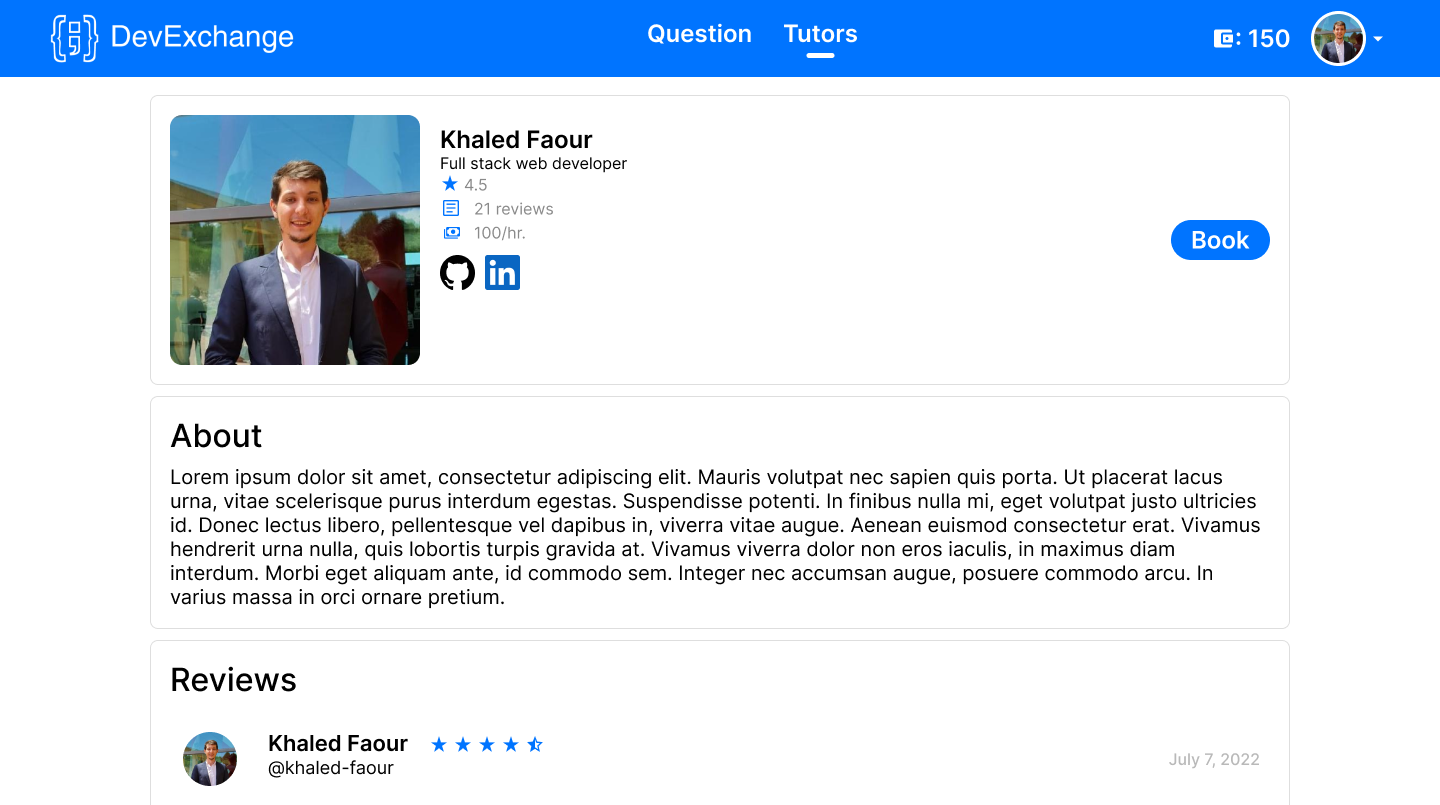 DevExchange
Question
Tutors
: 150
Khaled Faour
Full stack web developer
4.5
21 reviews
100/hr.
in
Book
About
Lorem ipsum dolor sit amet, consectetur adipiscing elit. Mauris volutpat nec sapien quis porta. Ut placerat lacus
urna, vitae scelerisque purus interdum egestas. Suspendisse potenti. In finibus nulla mi, eget volutpat justo ultricies
id. Donec lectus libero, pellentesque vel dapibus in, viverra vitae augue. Aenean euismod consectetur erat. Vivamus
hendrerit urna nulla, quis lobortis turpis gravida at. Vivamus viverra dolor non eros iaculis, in maximus diam
interdum. Morbi eget aliquam ante, id commodo sem. Integer nec accumsan augue, posuere commodo arcu. In
varius massa in orci ornare pretium.
Reviews
Khaled Faour
@khaled-faour
July 7, 2022